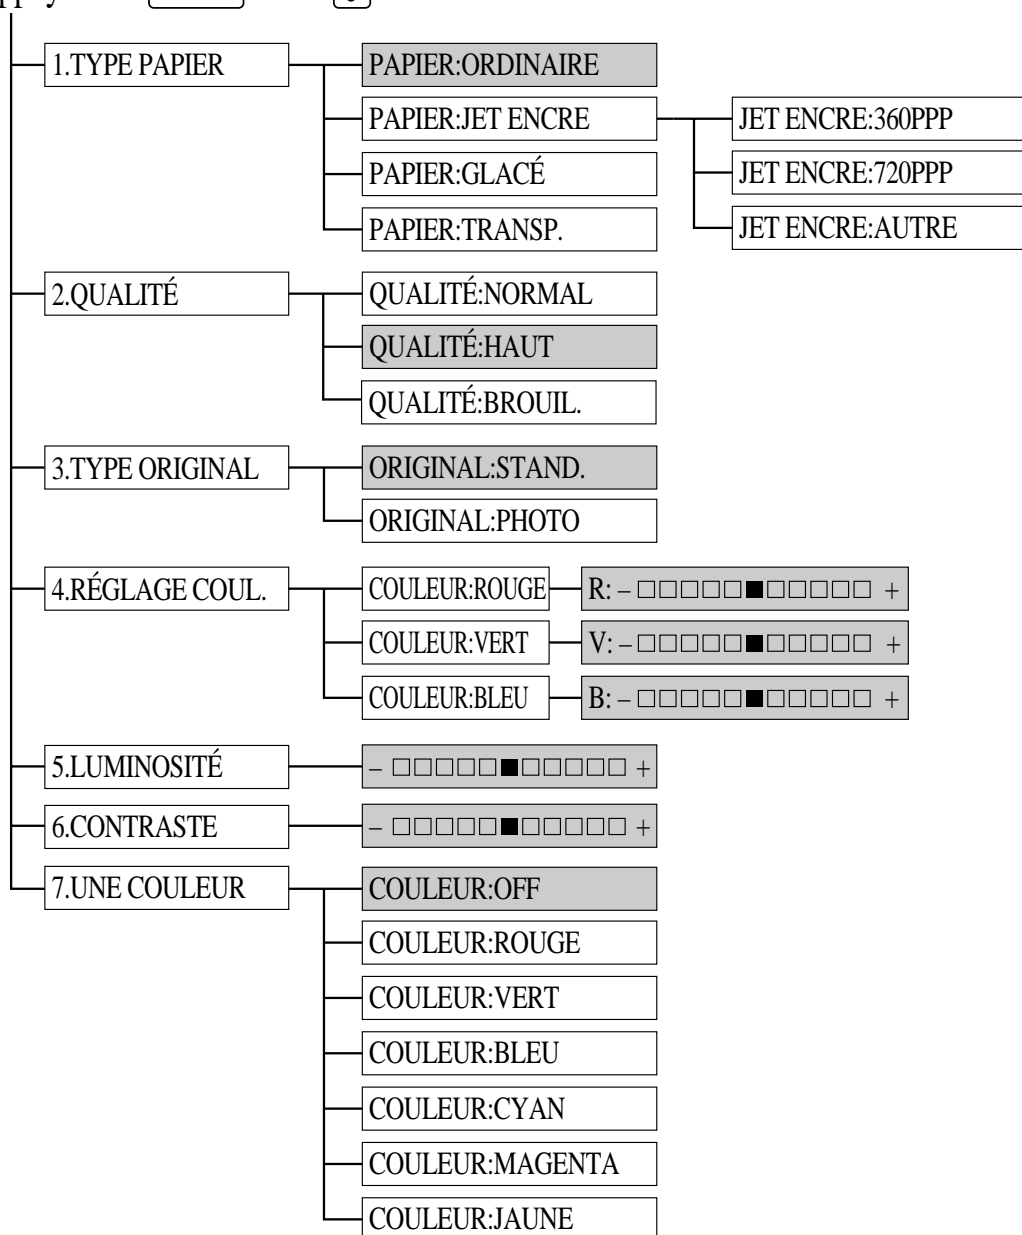 1.TYPE PAPIER
PAPIER:ORDINAIRE
PAPIER:JET ENCRE
JET ENCRE:360PPP
PAPIER:GLACÉ
JET ENCRE:720PPP
PAPIER:TRANSP.
JET ENCRE:AUTRE
2.QUALITÉ
QUALITÉ:NORMAL
QUALITÉ:HAUT
QUALITÉ:BROUIL.
3.TYPE ORIGINAL
ORIGINAL:STAND.
ORIGINAL:PHOTO
4.RÉGLAGE COUL.
COULEUR:ROUGE
R: – □□□□□■□□□□□ +
COULEUR:VERT
V: – □□□□□■□□□□□ +
COULEUR:BLEU
B: – □□□□□■□□□□□ +
5.LUMINOSITÉ
– □□□□□■□□□□□ +
6.CONTRASTE
– □□□□□■□□□□□ +
7.UNE COULEUR
COULEUR:OFF
COULEUR:ROUGE
COULEUR:VERT
COULEUR:BLEU
COULEUR:CYAN
COULEUR:MAGENTA
COULEUR:JAUNE